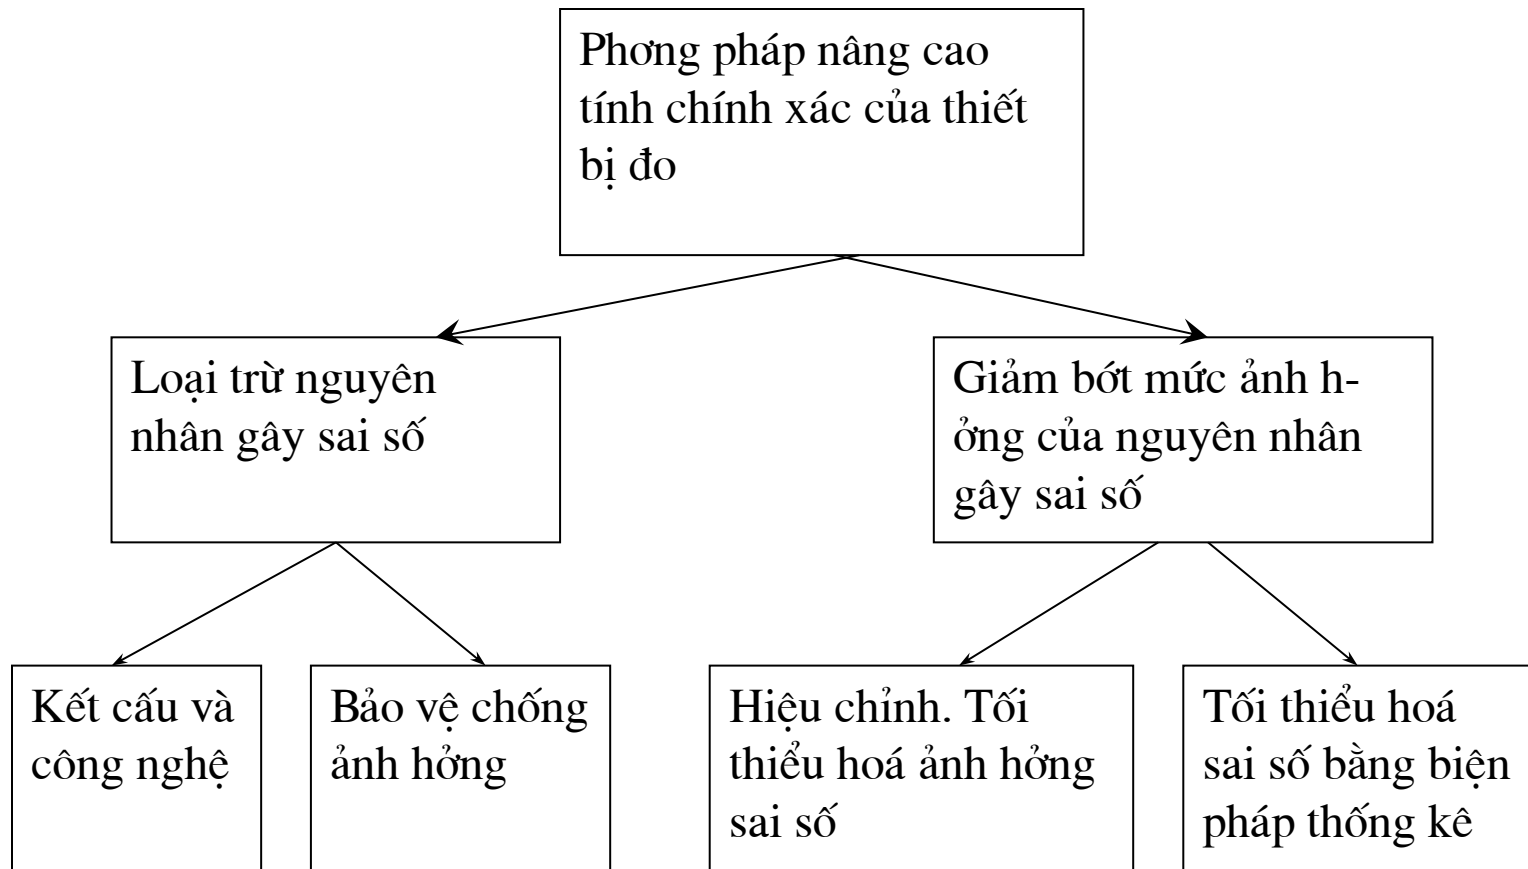 Phơng pháp nâng cao
tính chính xác của thiết
bị đo
Loại trừ nguyên
nhân gây sai số
Giảm bớt mức ảnh h-
ởng của nguyên nhân
gây sai số
Kết cấu và
công nghệ
Bảo vệ chống
ảnh hởng
Hiệu chỉnh. Tối
thiểu hoá ảnh hởng
sai số
Tối thiểu hoá
sai số bằng biện
pháp thống kê